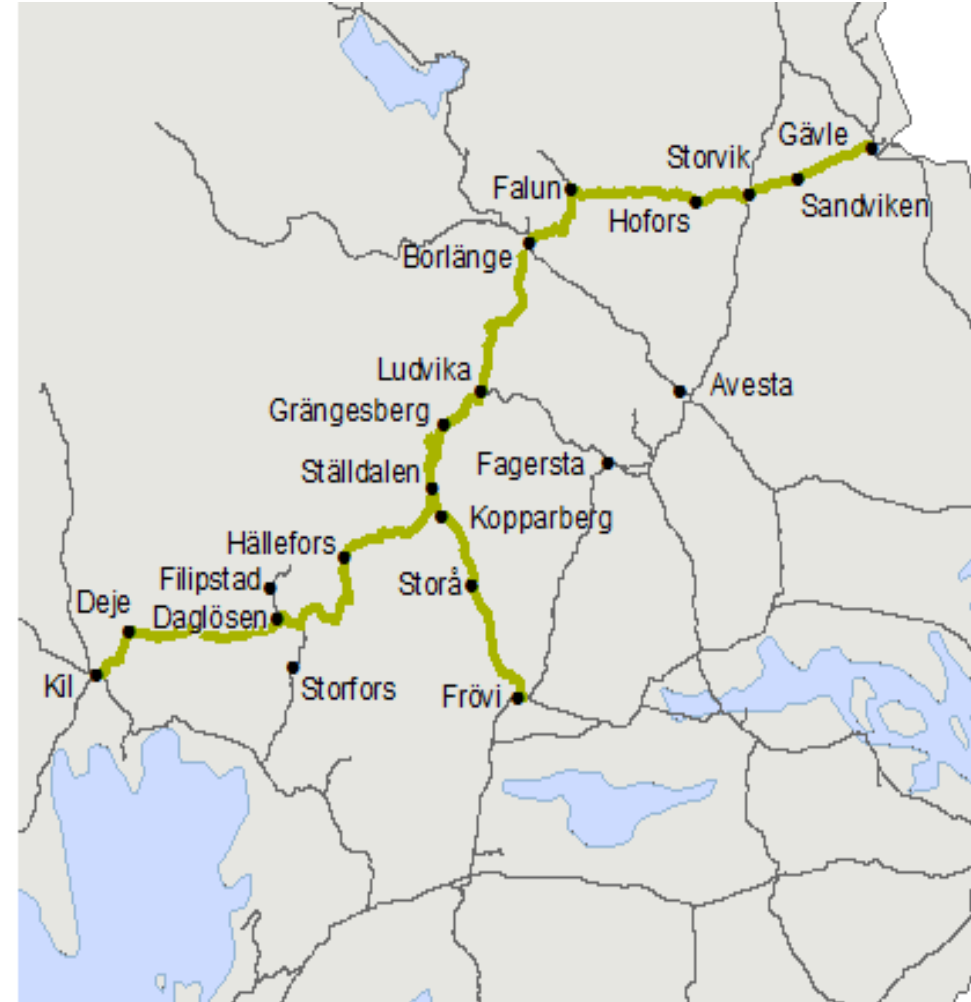 Gävle
Storvik
Falun
Sandviken
Hofors
Borlänge
Ludvika
Avesta
Grängesberg
Ställdalen
Fagersta
Kopparberg
Hällefors
Filipstad
Storå
Deje
Daglösen
Kil
Storfors
Frövi